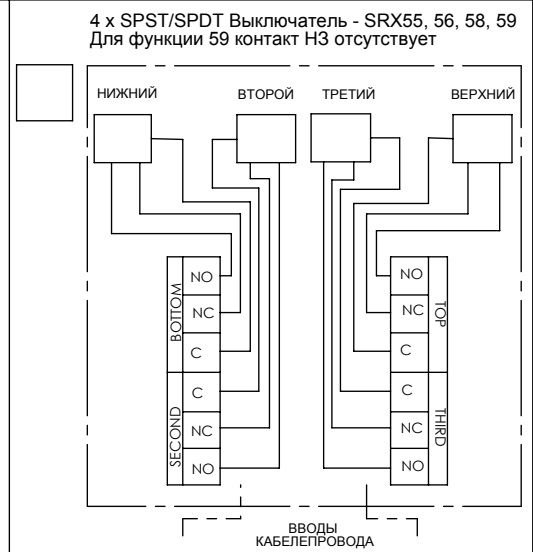 4 x SPST/SPDT Выключатель - SRX55, 56, 58, 59
Для функции 59 контакт НЗ отсутствует
НИЖНИЙ
ВТОРОЙ
ТРЕТИЙ
ВЕРХНИЙ
BOTTOM
NO
NC
C
SECOND
C
NC
NO
NO
NC
C
TOP
C
NC
NO
THIRD
ВВОДЫ
КАБЕЛЕПРОВОДА